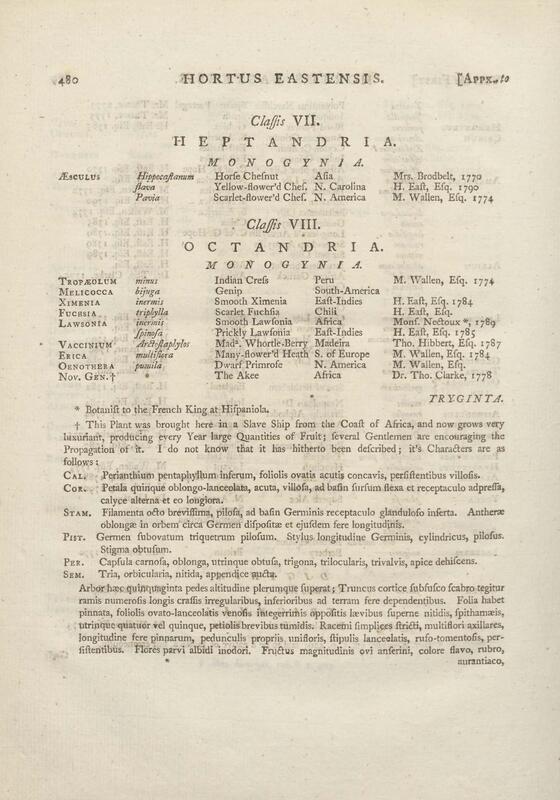 480 HORTUS EASTENSIS. [APPX. to
Claſſis VII.
HEPTANDRIA.
MONOGYNIA.
ÆSCULUS Hippocaſtanum Horſe Cheſnut Aſia Mrs. Brodbelt, 1770
flava Yellow-flower'd Cheſ. N. Carolina H. Eaſt, Eſq. 1790
Pavia Scarlet-flower'd Cheſ. N. America M. Wallen, Eſq. 1774
Claſſis VIII.
OCTANDRIA.
MONOGYNIA.
TROPÆOLUM minus Indian Creſs Peru M. Wallen, Eſq. 1774
MELICOCCA bijuga Genip South-America
XIMENIA inermis Smooth Ximenia Eaſt-Indies H. Eaſt, Eſq. 1784
FUCHSIA triphylla Scarlet Fuchſia Chili H. Eaſt, Eſq.
LAWSONIA inermis Smooth Lawſonia Africa Monſ. Nectoux *, 1789
ſpinoſa Prickly Lawſonia Eaſt-Indies H. Eaſt, Eſq. 1785
VACCINIUM Arctoſtaphylos Madª. Whortle-Berry Madeira Tho. Hibbert, Eſq. 1787
ERICA multiflora Many-flower'd Heath S. of Europe M. Wallen, Eſq. 1784
OENOTHERA pumila Dwarf Primroſe N. America M. Wallen, Eſq.
NOV. GEN.† * The Akee Africa Dr. Tho. Clarke, 1778
TRYGINTA.
* Botaniſt to the French King at Hiſpaniola.
† This Plant was brought here in a Slave Ship from the Coaſt of Africa, and now grows very
luxuriant, producing every Year large Quantities of Fruit; ſeveral Gentlemen are encouraging the
Propagation of it. I do not know that it has hitherto been deſcribed; it's Characters are as
follows:
CAL. Perianthium pentaphyllum inferum, foliolis ovatis acutis concavis, perſiſtentibus villoſis.
COR. Petala quinque oblongo-lanceolata, acuta, villoſa, ad baſin ſurſum flexa et receptaculo adpreſſa,
calyce alterna et eo longiora.
STAM. Filamenta octo breviſſima, piloſa, ad baſin Germinis receptaculo glanduloſo inſerta. Antheræ
oblongæ in orbem circa Germen diſpoſitæ et ejuſdem fere longitudinis.
PIST. Germen ſubovatum triquetrum piloſum. Stylus longitudine Germinis, cylindricus, piloſus.
Stigma obtuſum.
PER. Capſula carnoſa, oblonga, utrinque obtuſa, trigona, trilocularis, trivalvis, apice dehiſcens.
SEM. Tria, orbicularia, nitida, appendice aucta.
Arbor hæc quinquaginta pedes altitudine plerumque ſuperat; Truncus cortice ſubfuſco ſcabro tegitur
ramis numeroſis longis craſſis irregularibus, inferioribus ad terram fere dependentibus. Folia habet
pinnata, foliolis ovato-lanceolatis venoſis integerrimis oppoſitis lævibus ſuperne nitidis, ſpithamæis,
utrinque quatuor vel quinque, petiolis brevibus tumidis. Racemi ſimplices ſtricti, multiflori axillares,
longitudine fere pinnarum, pedunculis propriis unifloris, ſtipulis lanceolatis, rufo-tomentoſis, per-
ſiſtentibus. Flores parvi albidi inodori. Fructus magnitudinis ovi anſerini, colore flavo, rubro,
* aurantiaco,